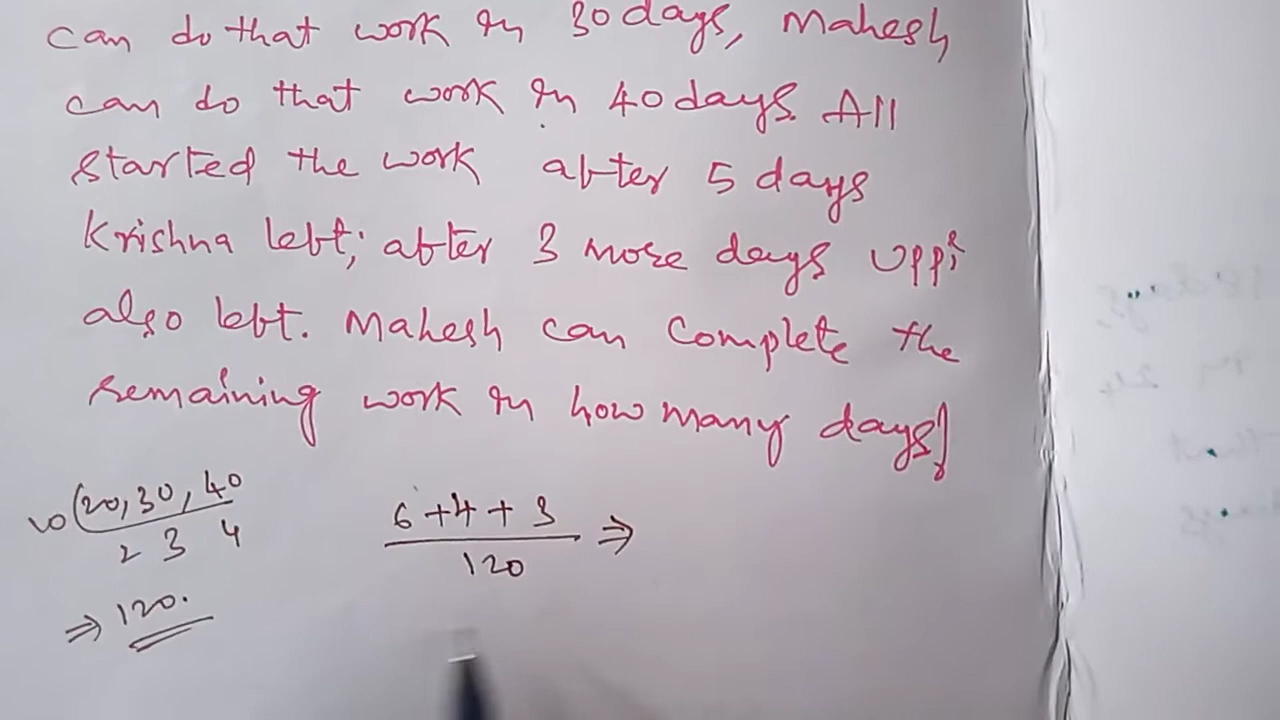 can do that work in 30 days, Mahesh
can do that work in 40 days. All
started the work after 5 days
Krishna left; after 3 more days Uppi
also left. Mahesh can complete the
remaining work in how many days?
10(20,30,40
2 3 4
⇒ 120.
6+4+3
120
⇒